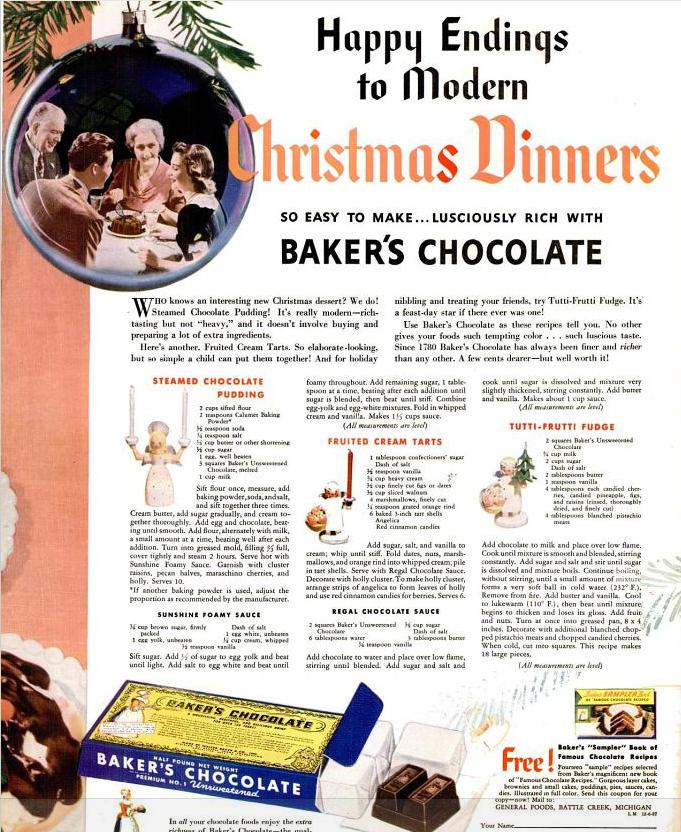 Happy Endings
to Modern
Christmas Dinners
SO EASY TO MAKE...LUSCIOUSLY RICH WITH
BAKER'S CHOCOLATE
WHO knows an interesting new Christmas dessert? We do!
Steamed Chocolate Pudding! It's really modern—rich-
tasting but not "heavy," and it doesn't involve buying and
preparing a lot of extra ingredients.
Here's another. Fruited Cream Tarts. So elaborate-looking,
but so simple a child can put them together! And for holiday
nibbling and treating your friends, try Tutti-Frutti Fudge. It's
a feast-day star if there ever was one!
Use Baker's Chocolate as these recipes tell you. No other
gives your foods such tempting color . . . such luscious taste.
Since 1780 Baker's Chocolate has always been finer and richer
than any other. A few cents dearer—but well worth it!
STEAMED CHOCOLATE
PUDDING
2 cups sifted flour
2 teaspoons Calumet Baking
Powder*
teaspoon soda
teaspoon salt
cup butter or other shortening
cup sugar
1 egg, well beaten
squares Baker's Unsweetened
Chocolate, melted
1 cup milk
Sift flour once, measure, add
baking powder, soda, and salt,
and sift together three times.
Cream butter, add sugar gradually, and cream to-
gether thoroughly. Add egg and chocolate, beat-
ing until smooth. Add flour, alternately with milk,
a small amount at a time, beating well after each
addition. Turn into greased mold, filling ⅔ full,
cover tightly and steam 2 hours. Serve hot with
Sunshine Foamy Sauce. Garnish with cluster
raisins, pecan halves, maraschino cherries, and
holly. Serves 10.
*If another baking powder is used, adjust the
proportion as recommended by the manufacturer.
SUNSHINE FOAMY SAUCE
cup brown sugar, firmly
packed
1 egg yolk, unbeaten
Dash of salt
1 egg white, unbeaten
cup cream, whipped
teaspoon vanilla
Sift sugar. Add ½ of sugar to egg yolk and beat
until light. Add salt to egg white and beat until
foamy throughout. Add remaining sugar, 1 table-
spoon at a time, beating after each addition until
sugar is blended, then beat until stiff. Combine
egg-yolk and egg-white mixtures. Fold in whipped
cream and vanilla. Makes 1½ cups sauce.
(All measurements are level)
FRUITED CREAM TARTS
1 tablespoon confectioners' sugar
Dash of salt
teaspoon vanilla
cup heavy cream
cup finely cut figs or dates
cup sliced walnuts
4 marshmallows, finely cut
teaspoons grated orange rind
6 baked 3-inch tart shells
Angelica
Red cinnamon candies
Add sugar, salt, and vanilla to
cream; whip until stiff. Fold dates, nuts, marsh-
mallows, and orange rind into whipped cream; pile
in tart shells. Serve with Regal Chocolate Sauce.
Decorate with holly cluster. To make holly cluster,
arrange strips of angelica to form leaves of holly
and use red cinnamon candies for berries. Serves 6.
REGAL CHOCOLATE SAUCE
2 squares Baker's Unsweetened
Chocolate
6 tablespoons water
cup sugar
Dash of salt
3 tablespoons butter
teaspoon vanilla
Add chocolate to water and place over low flame,
stirring until blended. Add sugar and salt and
cook until sugar is dissolved and mixture very
slightly thickened, stirring constantly. Add butter
and vanilla. Makes about 1 cup sauce.
(All measurements are level)
TUTTI-FRUTTI FUDGE
2 squares Baker's Unsweetened
Chocolate
cup milk
2 cups sugar
Dash of salt
2 tablespoons butter
1 teaspoon vanilla
4 tablespoons each candied cher-
ries, candied pineapple, figs,
and raisins (rinsed, thoroughly
dried, and finely cut)
4 tablespoons blanched pistachio
meats
Add chocolate to milk and place over low flame.
Cook until mixture is smooth and blended, stirring
constantly. Add sugar and salt and stir until sugar
is dissolved and mixture boils. Continue boiling,
without stirring, until a small amount of mixture
forms a very soft ball in cold water (232° F.).
Remove from fire. Add butter and vanilla. Cool
to lukewarm (110° F.), then beat until mixture
begins to thicken and loses its gloss. Add fruit
and nuts. Turn at once into greased pan, 8 x 4
inches. Decorate with additional blanched chop-
ped pistachio meats and chopped candied cherries.
When cold, cut into squares. This recipe makes
18 large pieces.
(All measurements are level)
BAKER'S CHOCOLATE
HALF POUND NET WEIGHT
BAKER'S CHOCOLATE
PREMIUM NO. 1 Unsweetened
Free!
Baker's "Sampler" Book of
Famous Chocolate Recipes
Fourteen "sample" recipes selected
from Baker's magnificent new book
of "Famous Chocolate Recipes." Gorgeous layer cakes,
brownies and small cakes, puddings, pies, sauces, can-
dies. Illustrated in full color. Send this coupon for your
copy—now! Mail to:
GENERAL FOODS, BATTLE CREEK, MICHIGAN
In all your chocolate foods enjoy the extra
richness of Baker's Chocolate—the qual-
Your Name